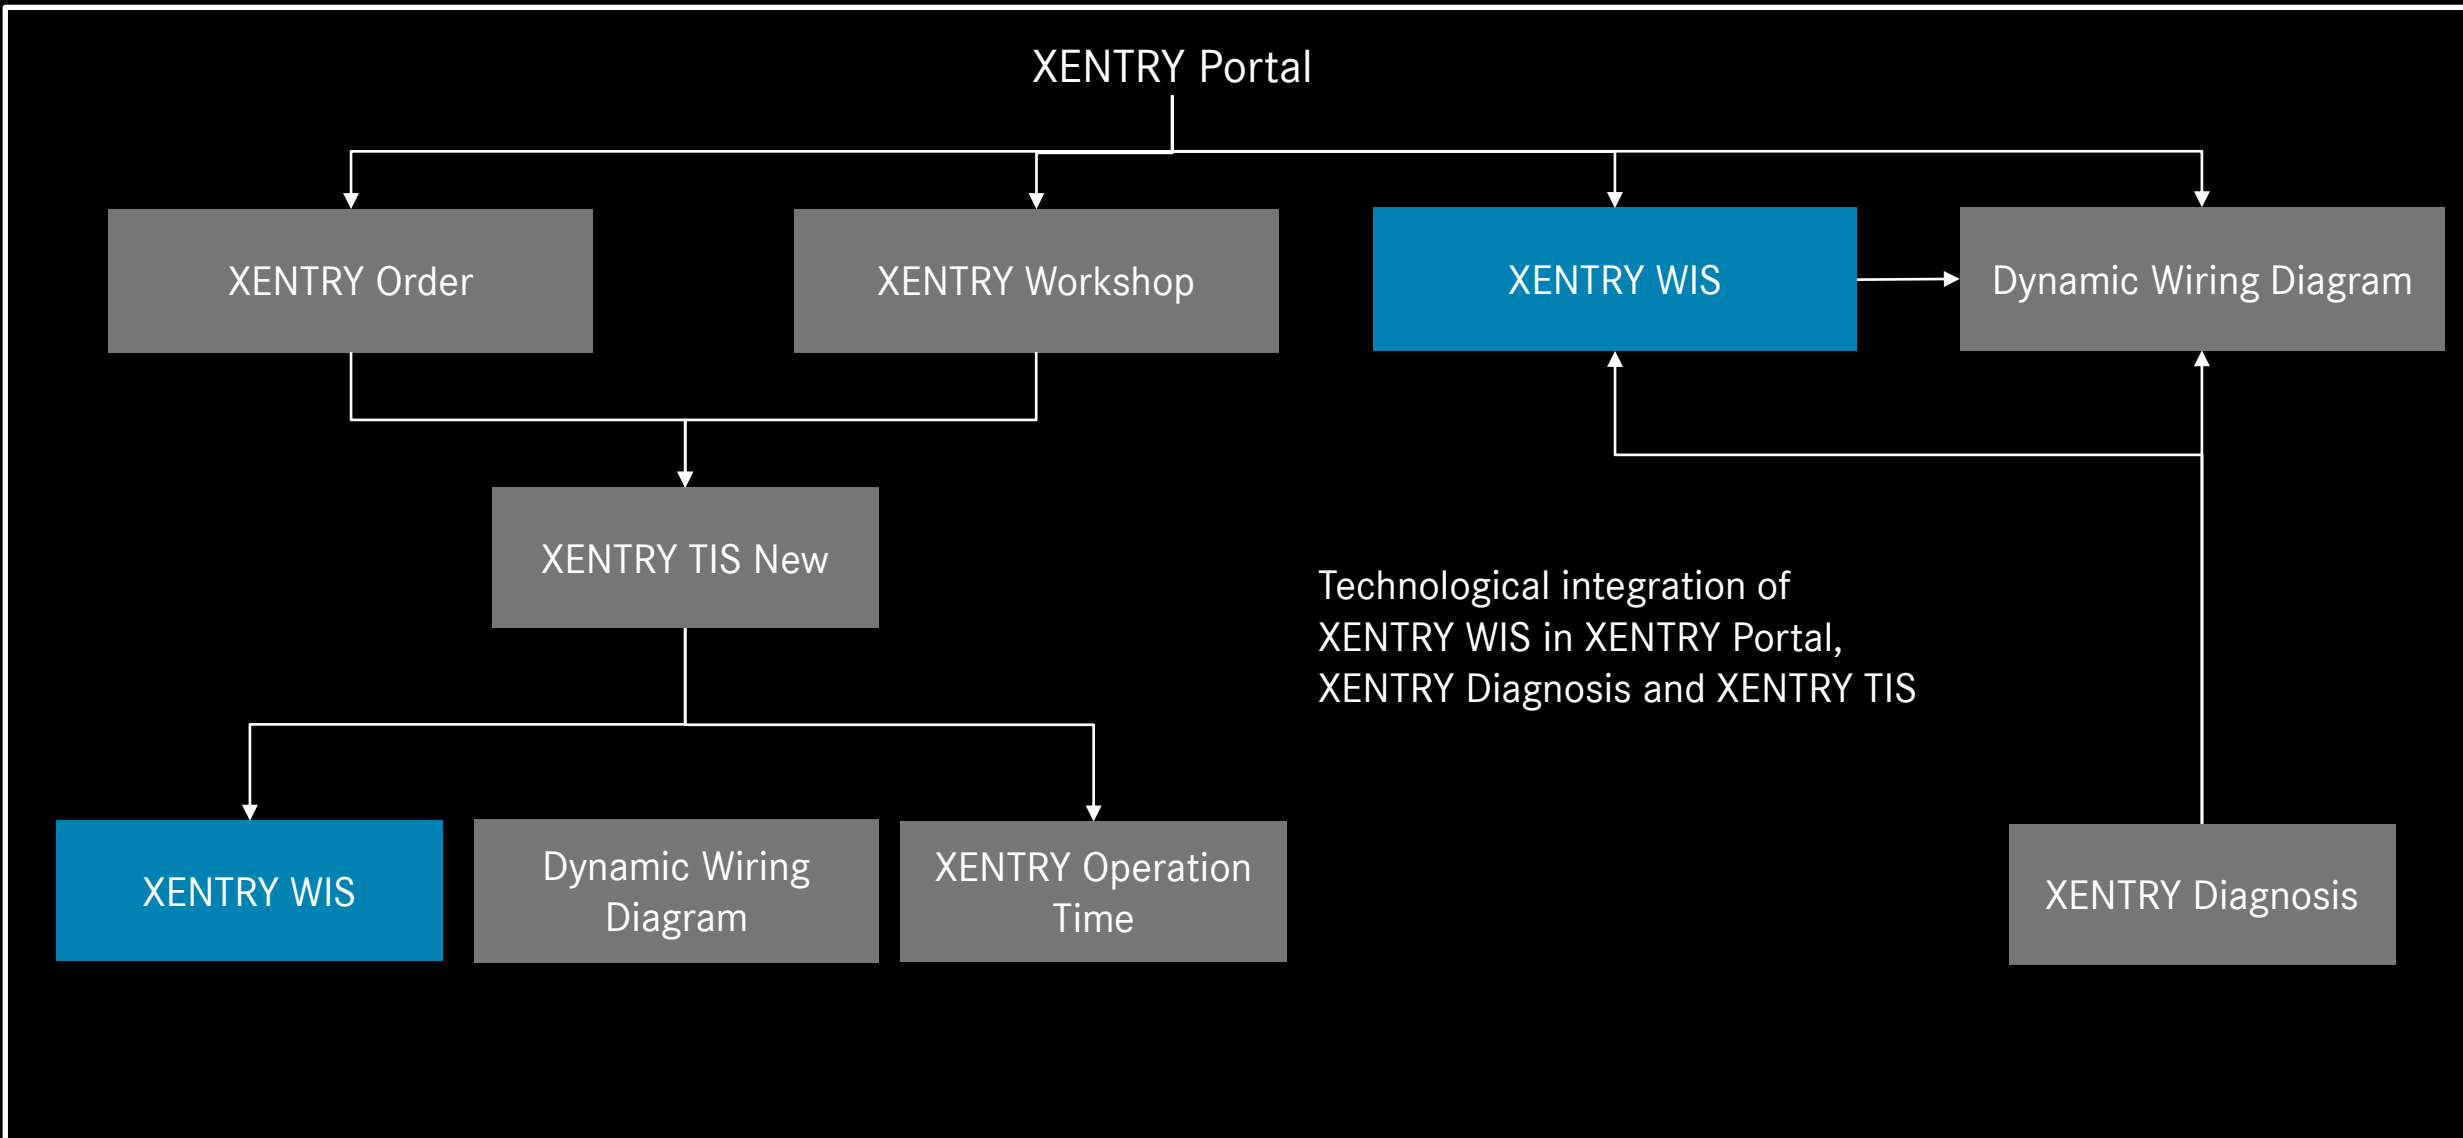 XENTRY Portal
XENTRY Order
XENTRY Workshop
XENTRY WIS
Dynamic Wiring Diagram
XENTRY TIS New
Technological integration of
XENTRY WIS in XENTRY Portal,
XENTRY Diagnosis and XENTRY TIS
XENTRY WIS
Dynamic Wiring
Diagram
XENTRY Operation
Time
XENTRY Diagnosis